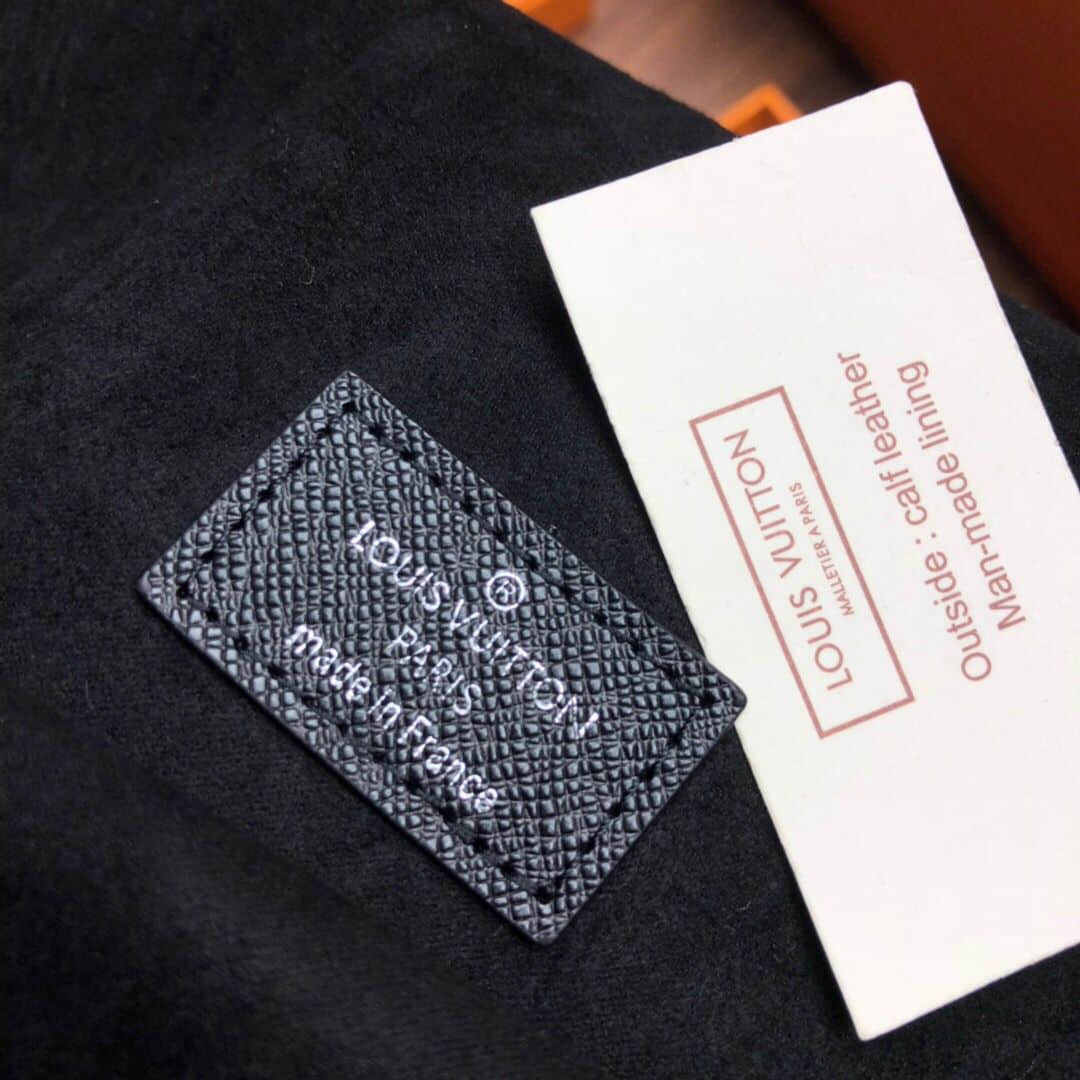 ®
LOUIS VUITTON
PARIS
made in France
LOUIS VUITTON
MALLETIER A PARIS
Outside : calf leather
Man-made lining